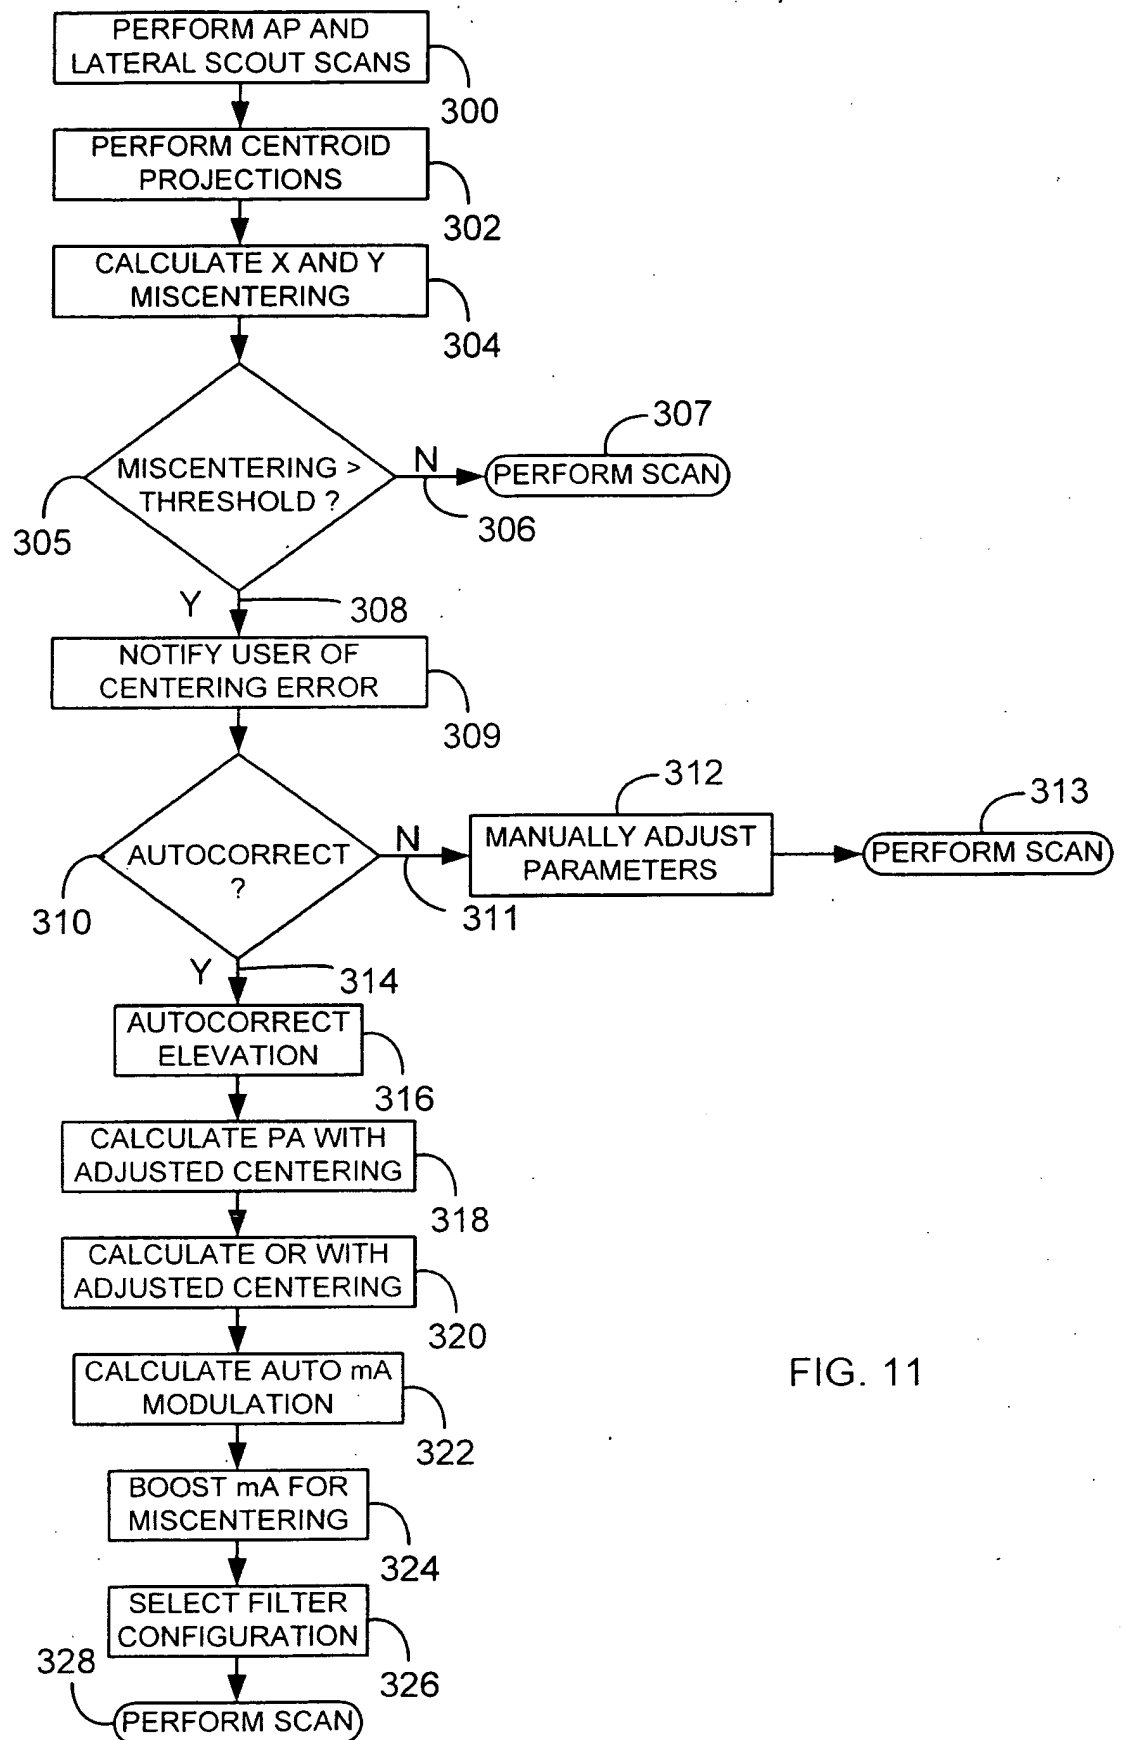 PERFORM AP AND
LATERAL SCOUT SCANS
300
PERFORM CENTROID
PROJECTIONS
302
CALCULATE X AND Y
MISCENTERING
304
MISCENTERING >
THRESHOLD ?
305
N
306
307
PERFORM SCAN
Y
308
NOTIFY USER OF
CENTERING ERROR
309
AUTOCORRECT
?
310
N
311
312
MANUALLY ADJUST
PARAMETERS
313
PERFORM SCAN
Y
314
AUTOCORRECT
ELEVATION
316
CALCULATE PA WITH
ADJUSTED CENTERING
318
CALCULATE OR WITH
ADJUSTED CENTERING
320
CALCULATE AUTO mA
MODULATION
322
BOOST mA FOR
MISCENTERING
324
SELECT FILTER
CONFIGURATION
326
328
PERFORM SCAN
FIG. 11